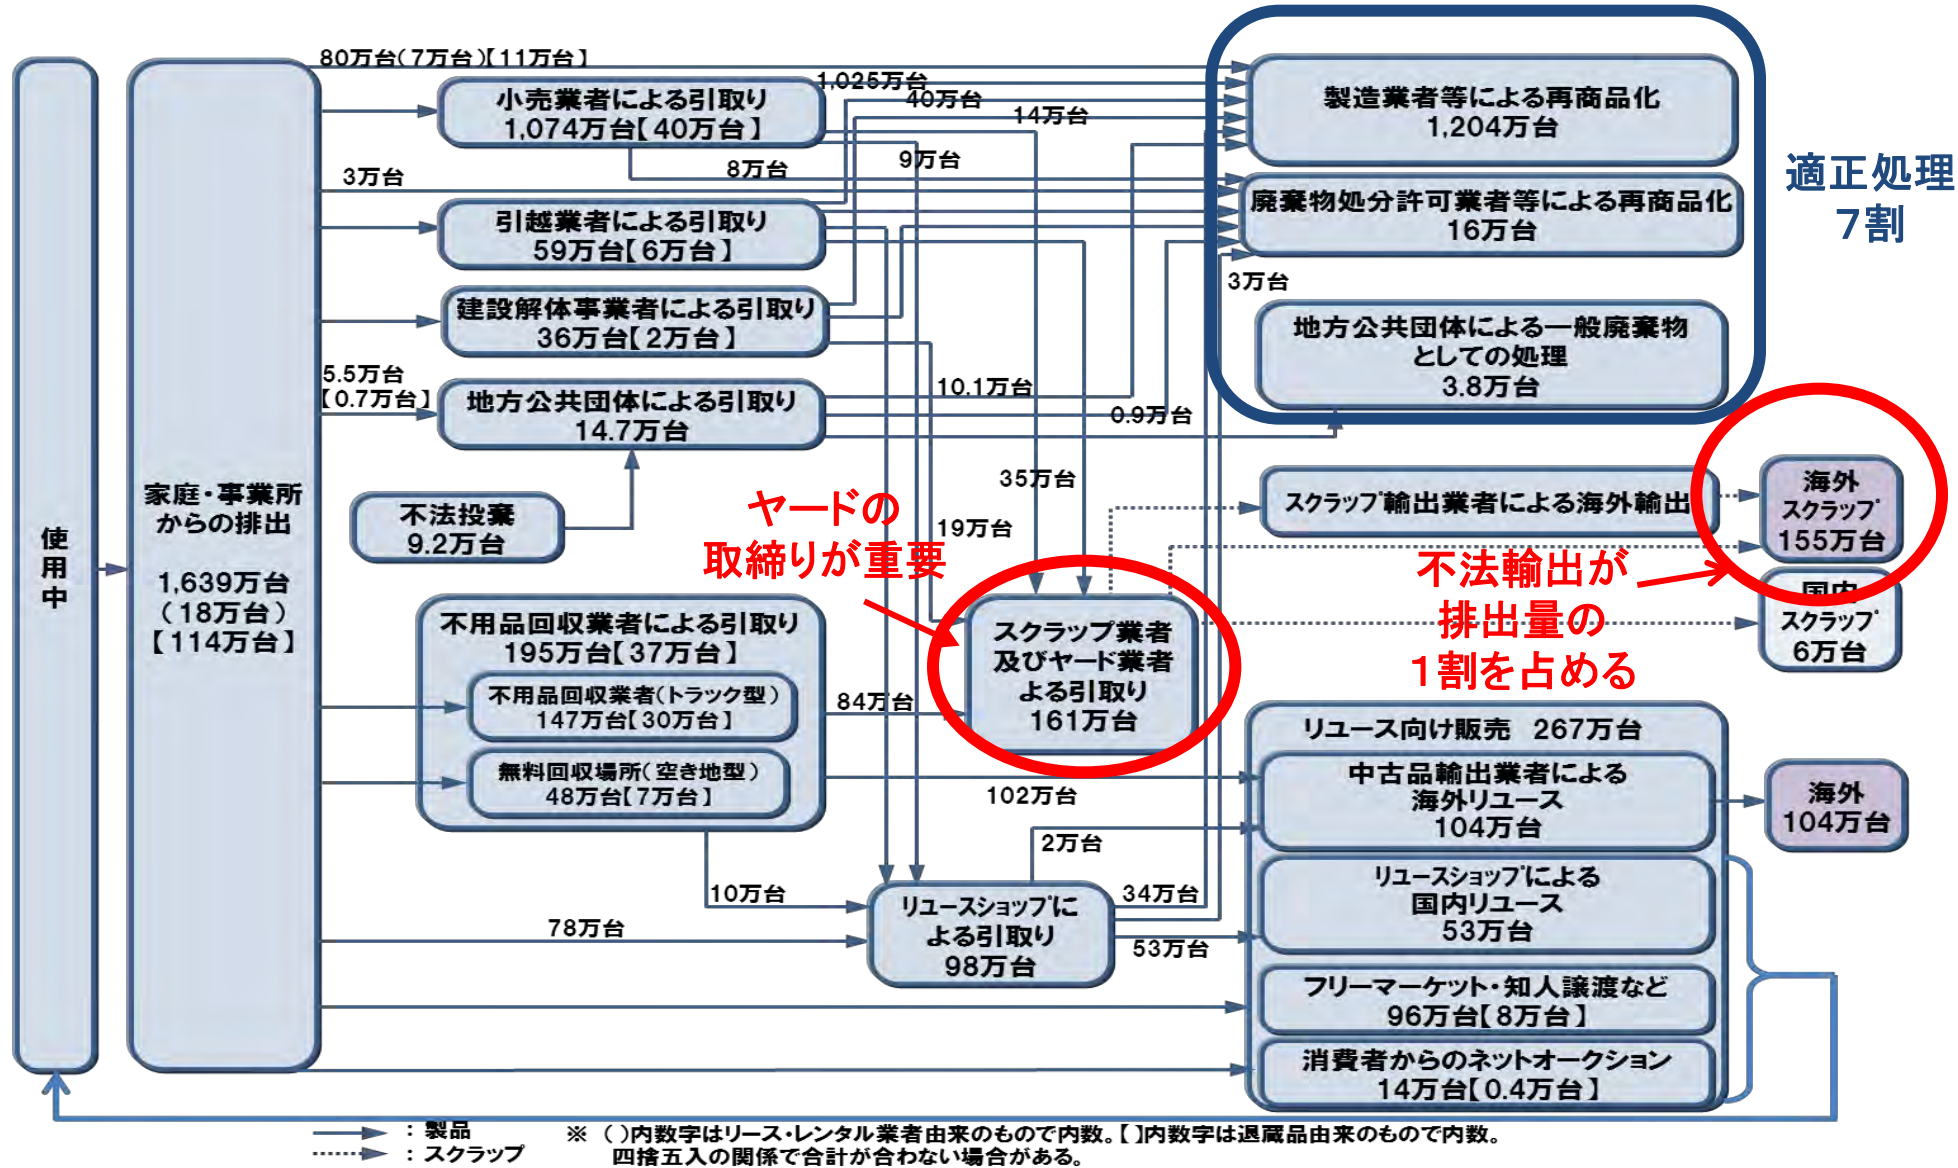 使用中
家庭・事業所
からの排出
1,639万台
(18万台)
【114万台】
80万台(7万台)【11万台】
小売業者による引取り
1,074万台【40万台】
1,025万台
40万台
14万台
9万台
8万台
3万台
引越業者による引取り
59万台【6万台】
建設解体事業者による引取り
36万台【2万台】
5.5万台
【0.7万台】
地方公共団体による引取り
14.7万台
10.1万台
0.9万台
3万台
不法投棄
9.2万台
製造業者等による再商品化
1,204万台
廃棄物処分許可業者等による再商品化
16万台
地方公共団体による一般廃棄物
としての処理
3.8万台
適正処理
7割
35万台
19万台
ヤードの
取締りが重要
スクラップ輸出業者による海外輸出
海外
スクラップ
155万台
不法輸出が
排出量の
1割を占める
国内
スクラップ
6万台
不用品回収業者による引取り
195万台【37万台】
不用品回収業者(トラック型)
147万台【30万台】
無料回収場所(空き地型)
48万台【7万台】
84万台
スクラップ業者
及びヤード業者
よる引取り
161万台
102万台
2万台
10万台
78万台
リユースショップに
よる引取り
98万台
34万台
53万台
リユース向け販売 267万台
中古品輸出業者による
海外リユース
104万台
海外
104万台
リユースショップによる
国内リユース
53万台
フリーマーケット・知人譲渡など
96万台【8万台】
消費者からのネットオークション
14万台【0.4万台】
：製品
：スクラップ
※ ( )内数字はリース・レンタル業者由来のもので内数。【 】内数字は退蔵品由来のもので内数。
四捨五入の関係で合計が合わない場合がある。